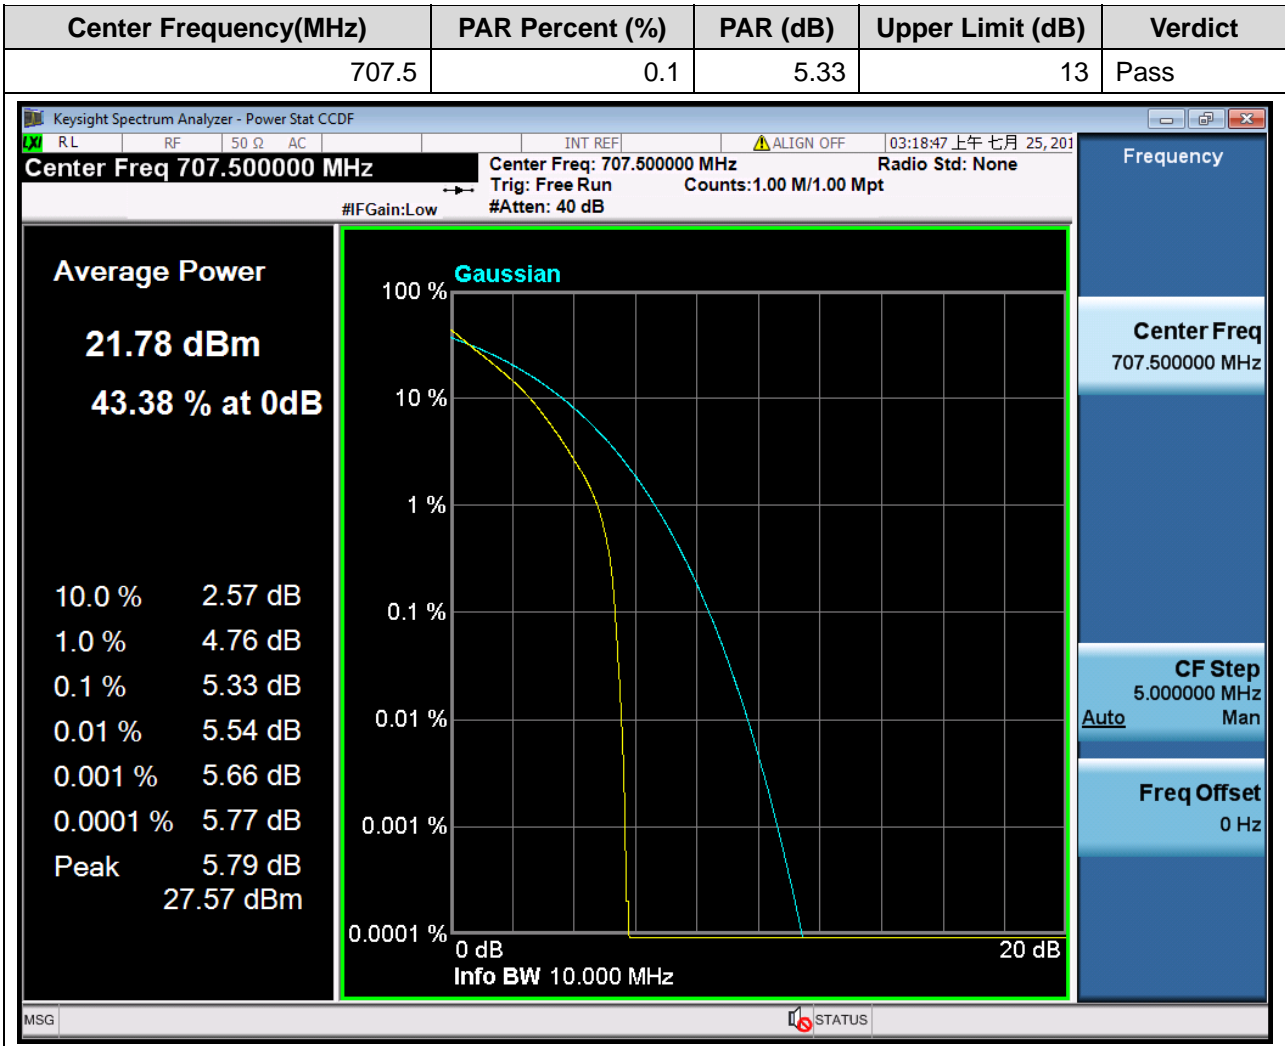 Center Frequency(MHz) PAR Percent (%) PAR (dB) Upper Limit (dB) Verdict
707.5 0.1 5.33 13 Pass
Keysight Spectrum Analyzer - Power Stat CCDF
LXI RL RF 50 Ω AC INT REF ALIGN OFF 03:18:47 上午 七月 25, 201
Center Freq 707.500000 MHz
Center Freq: 707.500000 MHz Radio Std: None
Trig: Free Run Counts:1.00 M/1.00 Mpt
#IFGain:Low #Atten: 40 dB
Average Power
21.78 dBm
43.38 % at 0dB
10.0 % 2.57 dB
1.0 % 4.76 dB
0.1 % 5.33 dB
0.01 % 5.54 dB
0.001 % 5.66 dB
0.0001 % 5.77 dB
Peak 5.79 dB
27.57 dBm
Gaussian
100 %
10 %
1 %
0.1 %
0.01 %
0.001 %
0.0001 %
0 dB 20 dB
Info BW 10.000 MHz
Frequency
Center Freq
707.500000 MHz
CF Step
5.000000 MHz
Auto Man
Freq Offset
0 Hz
MSG STATUS